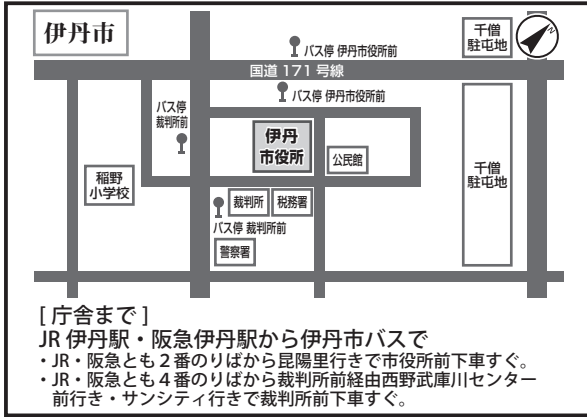 伊丹市
千僧
駐屯地
N
バス停 伊丹市役所前
国道 171 号線
バス停 伊丹市役所前
バス停
裁判所前
伊丹
市役所
公民館
千僧
駐屯地
稲野
小学校
裁判所
税務署
バス停 裁判所前
警察署
[ 庁舎まで ]
JR 伊丹駅・阪急伊丹駅から伊丹市バスで
・JR・阪急とも２番のりばから昆陽里行きで市役所前下車すぐ。
・JR・阪急とも４番のりばから裁判所前経由西野武庫川センター
前行き・サンシティ行きで裁判所前下車すぐ。